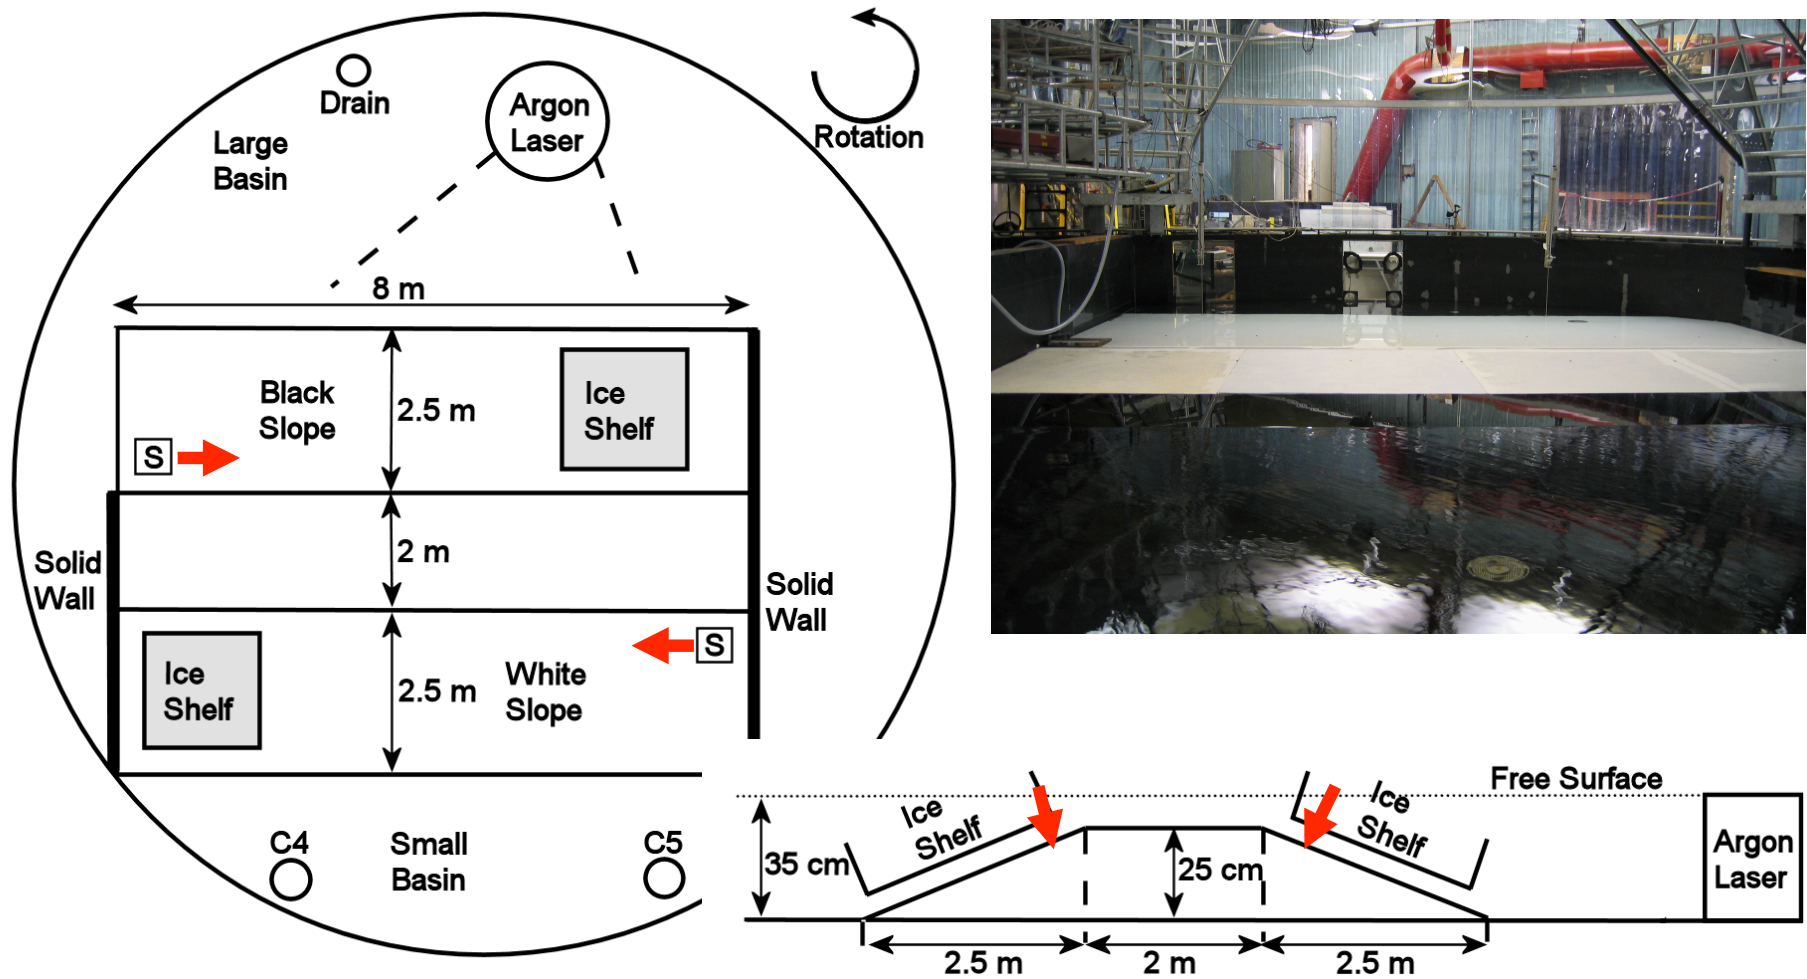 Drain
Argon
Laser
Rotation
Large
Basin
8 m
Black
Slope
2.5 m
Ice
Shelf
S
2 m
Solid
Wall
Solid
Wall
S
Ice
Shelf
2.5 m
White
Slope
C4
Small
Basin
C5
Free Surface
Ice
Shelf
Ice
Shelf
35 cm
25 cm
Argon
Laser
2.5 m
2 m
2.5 m